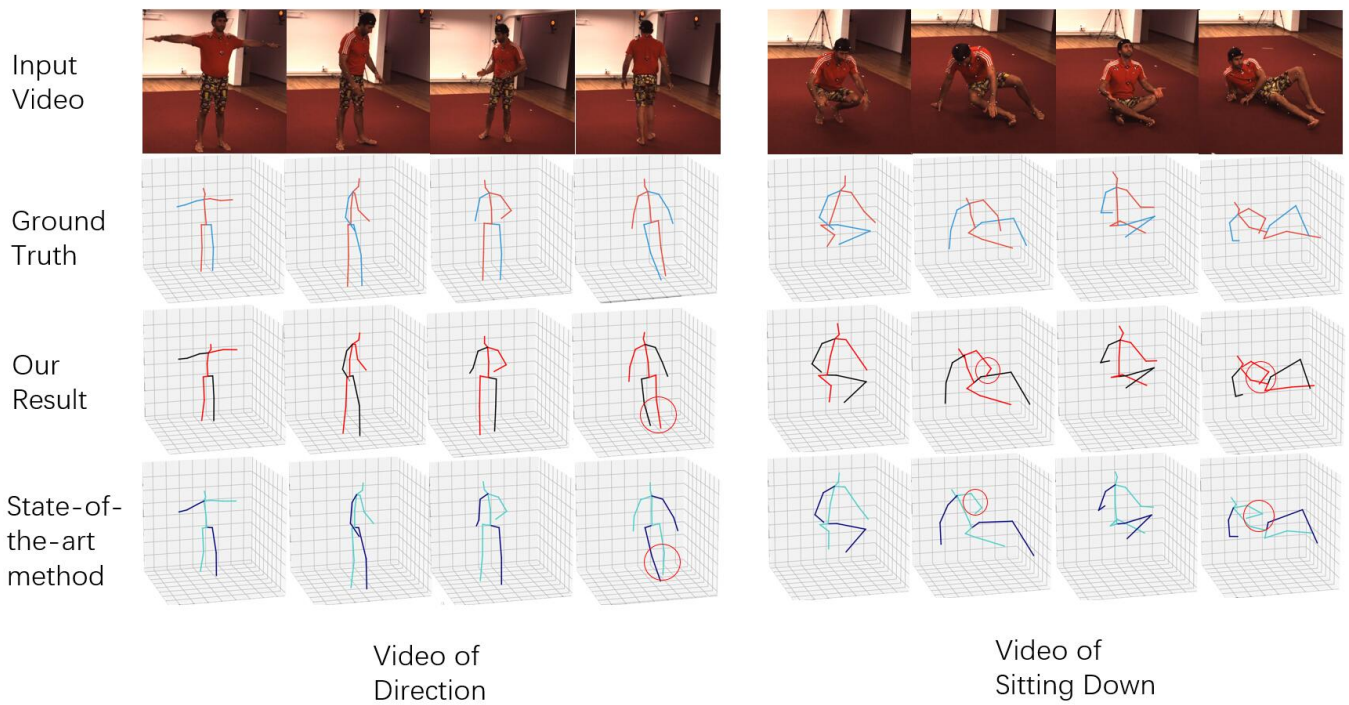 Input
Video
Ground
Truth
Our
Result
State-of-
the-art
method
Video of
Direction
Video of
Sitting Down